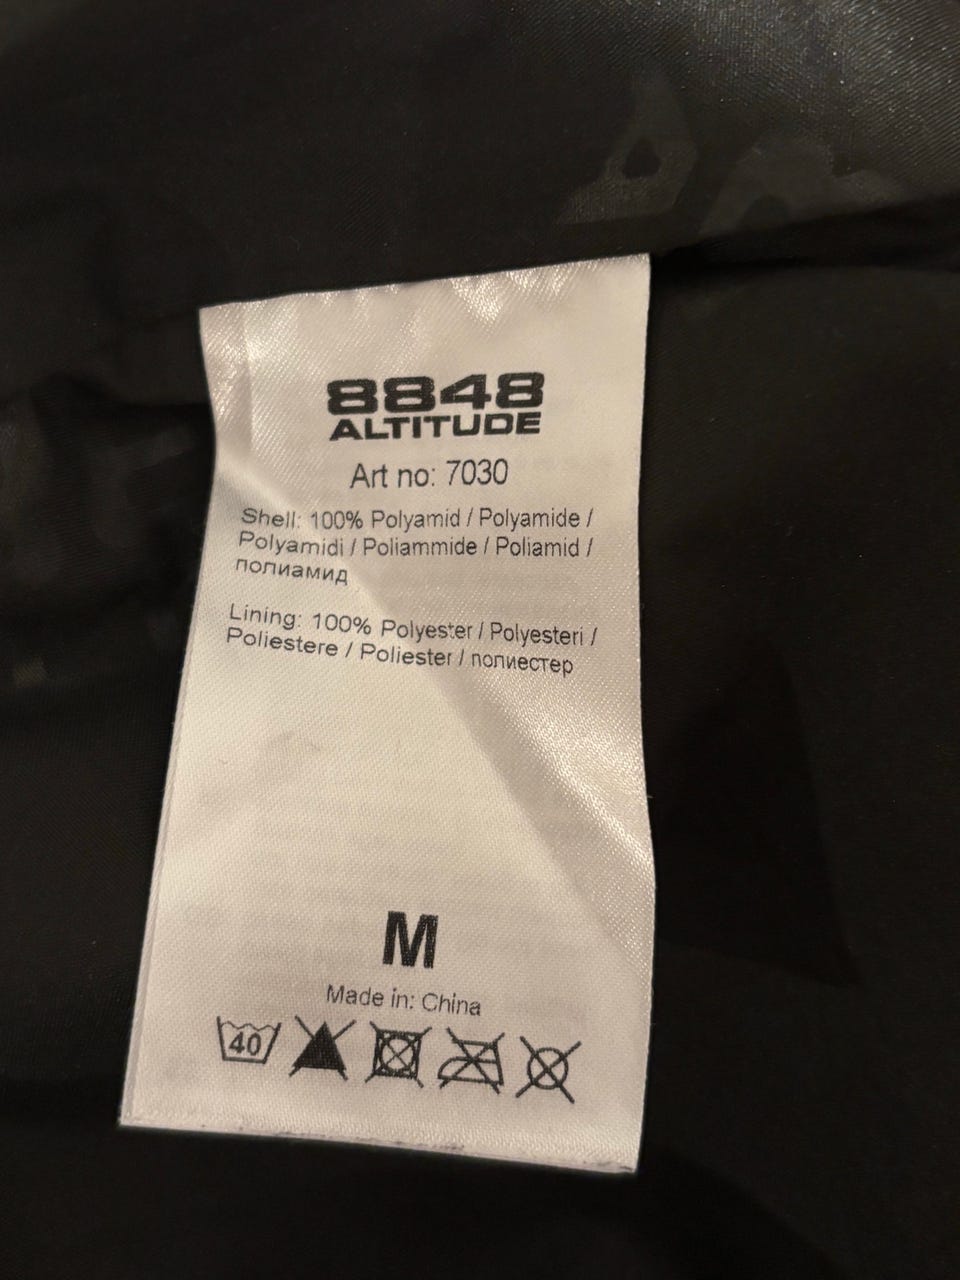 8848
ALTITUDE
Art no: 7030
Shell: 100% Polyamid / Polyamide /
Polyamidi / Poliammide / Poliamid /
полиамид
Lining: 100% Polyester / Polyesteri /
Poliestere / Poliester / полиестер
M
Made in: China
40